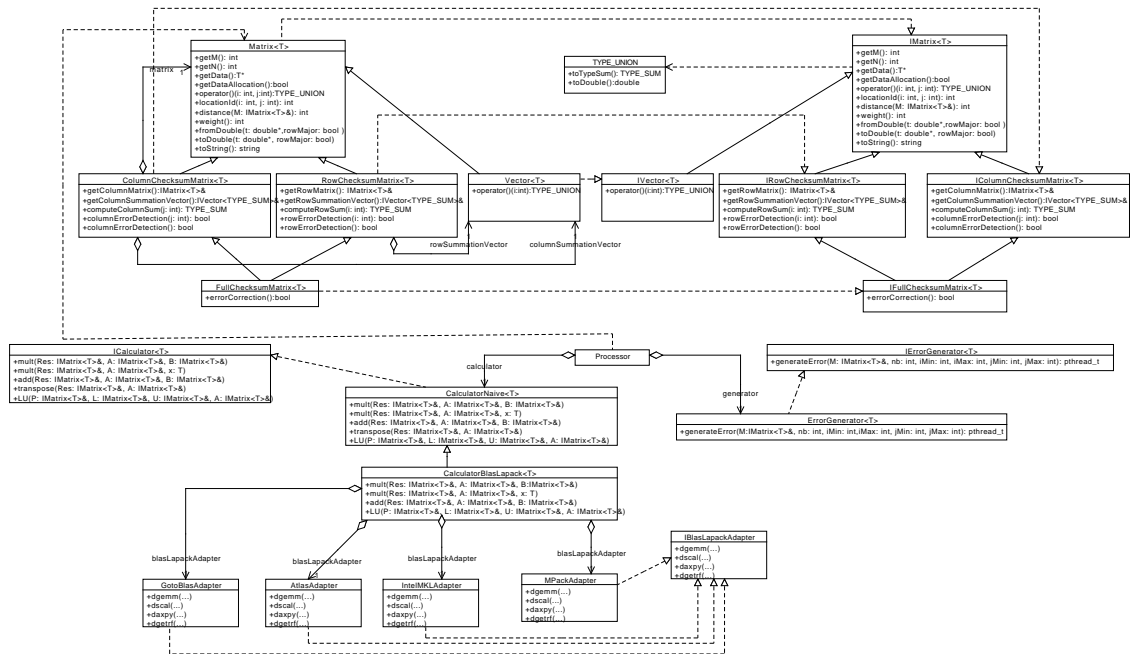 Matrix<T>
+getM(): int
+getN(): int
+getData():T*
+getDataAllocation():bool
+operator()(i: int, j:int):TYPE_UNION
+locationId(i: int, j: int): int
+distance(M: IMatrix<T>&): int
+weight(): int
+fromDouble(t: double*,rowMajor: bool )
+toDouble(t: double*, rowMajor: bool)
+toString(): string
matrix
1
TYPE_UNION
+toTypeSum(): TYPE_SUM
+toDouble():double
IMatrix<T>
+getM(): int
+getN(): int
+getData():T*
+getDataAllocation():bool
+operator()(i: int, j: int):TYPE_UNION
+locationId(i: int, j: int): int
+distance(M: IMatrix<T>&): int
+weight(): int
+fromDouble(t: double*,rowMajor: bool )
+toDouble(t: double*, rowMajor: bool)
+toString(): string
ColumnChecksumMatrix<T>
+getColumnMatrix():IMatrix<T>&
+getColumnSummationVector():IVector<TYPE_SUM>&
+computeColumnSum(j: int): TYPE_SUM
+columnErrorDetection(j: int): bool
+columnErrorDetection(): bool
RowChecksumMatrix<T>
+getRowMatrix(): IMatrix<T>&
+getRowSummationVector():IVector<TYPE_SUM>&
+computeRowSum(i: int): TYPE_SUM
+rowErrorDetection(i: int): bool
+rowErrorDetection(): bool
Vector<T>
+operator()(i:int):TYPE_UNION
IVector<T>
+operator()(i:int):TYPE_UNION
IRowChecksumMatrix<T>
+getRowMatrix(): IMatrix<T>&
+getRowSummationVector():IVector<TYPE_SUM>&
+computeRowSum(i: int): TYPE_SUM
+rowErrorDetection(i: int): bool
+rowErrorDetection(): bool
IColumnChecksumMatrix<T>
+getColumnMatrix():IMatrix<T>&
+getColumnSummationVector:IVector<TYPE_SUM>&
+computeColumnSum(j: int): TYPE_SUM
+columnErrorDetection(j: int): bool
+columnErrorDetection(): bool
1
rowSummationVector
columnSummationVector
FullChecksumMatrix<T>
+errorCorrection():bool
IFullChecksumMatrix<T>
+errorCorrection(): bool
ICalculator<T>
+mult(Res: IMatrix<T>&, A: IMatrix<T>&, B: IMatrix<T>&)
+mult(Res: IMatrix<T>&, A: IMatrix<T>&, x: T)
+add(Res: IMatrix<T>&, A: IMatrix<T>&, B: IMatrix<T>&)
+transpose(Res: IMatrix<T>&, A: IMatrix<T>&)
+LU(P: IMatrix<T>&, L: IMatrix<T>&, U: IMatrix<T>&, A: IMatrix<T>&)
Processor
calculator
generator
IErrorGenerator<T>
+generateError(M: IMatrix<T>&, nb: int, iMin: int, iMax: int, jMin: int, jMax: int): pthread_t
CalculatorNaive<T>
+mult(Res: IMatrix<T>&, A: IMatrix<T>&, B: IMatrix<T>&)
+mult(Res: IMatrix<T>&, A: IMatrix<T>&, x: T)
+add(Res: IMatrix<T>&, A: IMatrix<T>&, B: IMatrix<T>&)
+transpose(Res: IMatrix<T>&, A: IMatrix<T>&)
+LU(P: IMatrix<T>&, L: IMatrix<T>&, U: IMatrix<T>&, A: IMatrix<T>&)
ErrorGenerator<T>
+generateError(M:IMatrix<T>&, nb: int, iMin: int,iMax: int, jMin: int, jMax: int): pthread_t
CalculatorBlasLapack<T>
+mult(Res: IMatrix<T>&, A: IMatrix<T>&, B:IMatrix<T>&)
+mult(Res: IMatrix<T>&, A: IMatrix<T>&, x: T)
+add(Res: IMatrix<T>&, A: IMatrix<T>&, B: IMatrix<T>&)
+LU(P: IMatrix<T>&, L: IMatrix<T>&, U: IMatrix<T>&, A: IMatrix<T>&)
blasLapackAdapter
blasLapackAdapter
1
blasLapackAdapter
blasLapackAdapter
IBlasLapackAdapter
+dgemm(...)
+dscal(...)
+daxpy(...)
+dgetrf(...)
GotoBlasAdapter
+dgemm(...)
+dscal(...)
+daxpy(...)
+dgetrf(...)
AtlasAdapter
+dgemm(...)
+dscal(...)
+daxpy(...)
+dgetrf(...)
IntelMKLAdapter
+dgemm(...)
+dscal(...)
+daxpy(...)
+dgetrf(...)
MPackAdapter
+dgemm(...)
+dscal(...)
+daxpy(...)
+dgetrf(...)